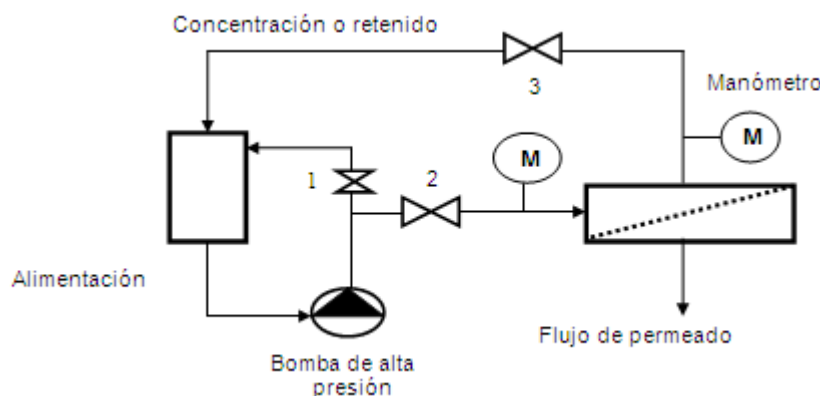 Concentración o retenido
3
Manómetro
M
M
1
2
Alimentación
Flujo de permeado
Bomba de alta
presión